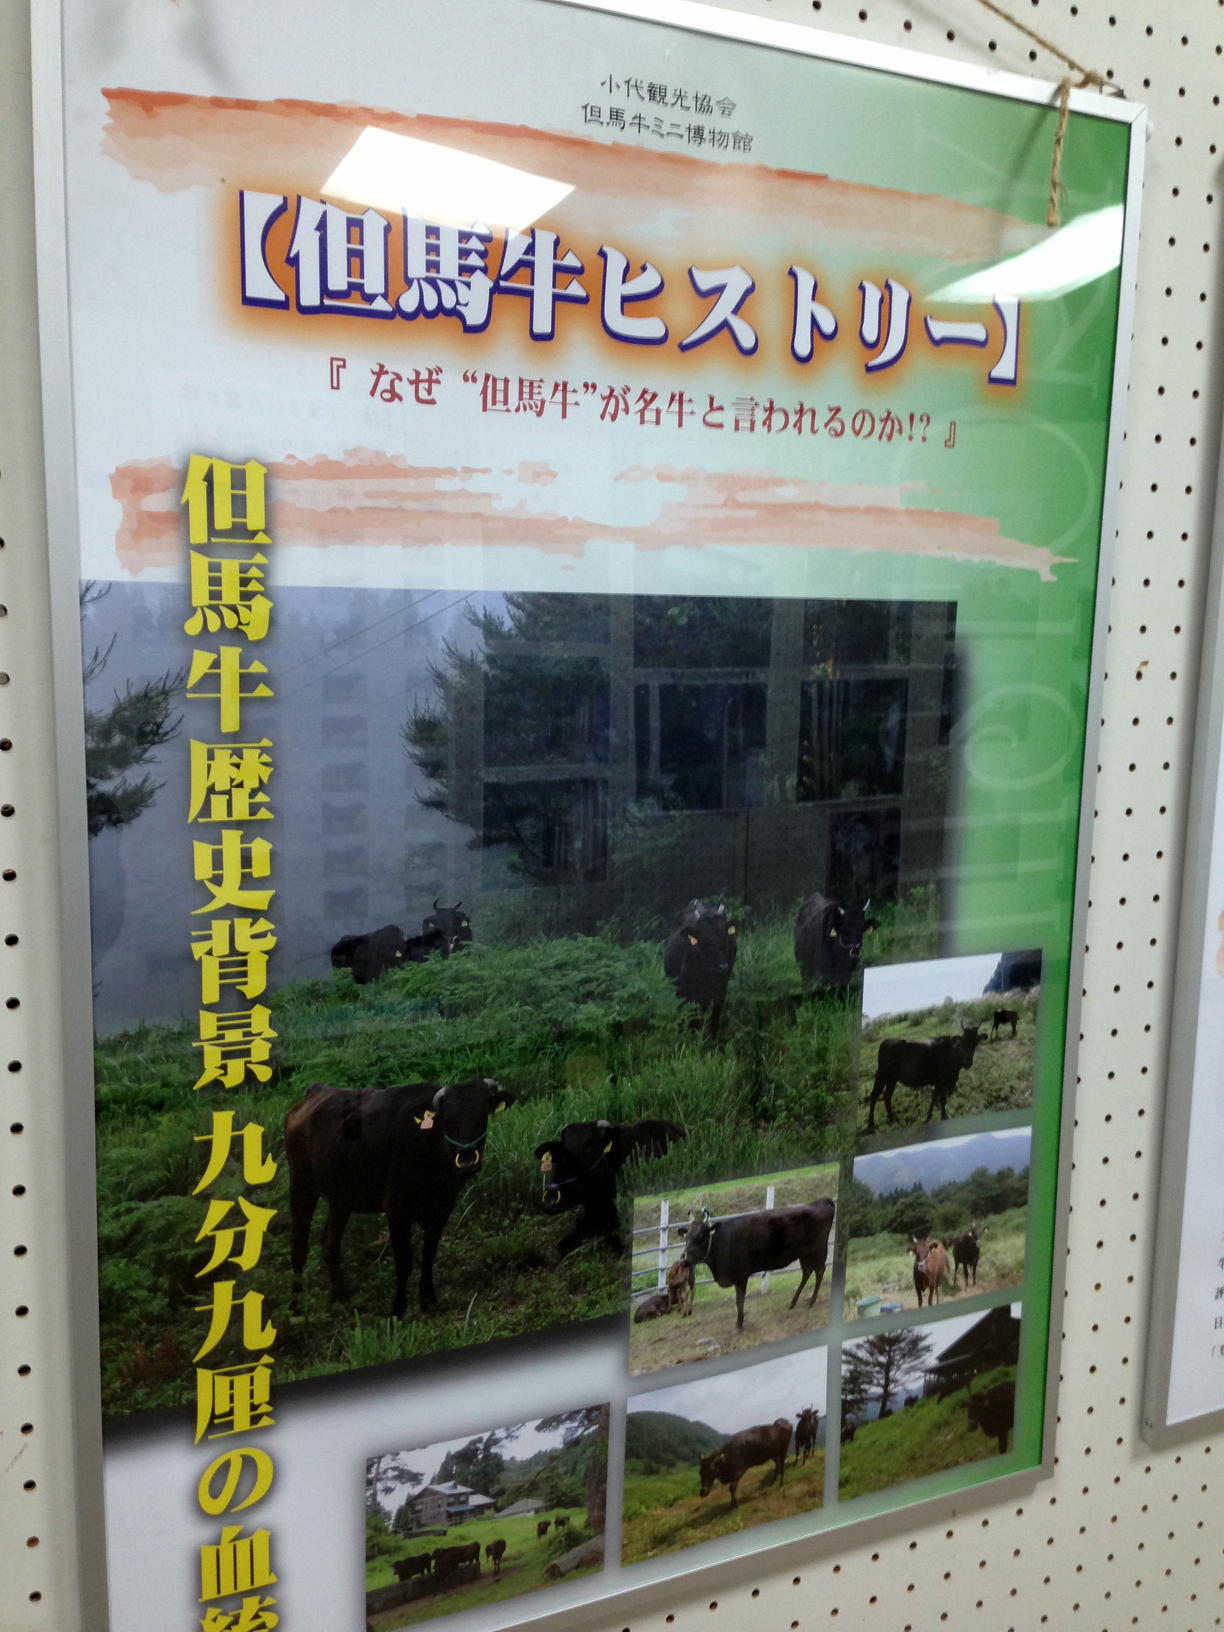 小代観光協会
但馬牛ミニ博物館
【但馬牛ヒストリー】
『なぜ“但馬牛”が名牛と言われるのか!?』
但馬牛歴史背景 九分九厘の血統